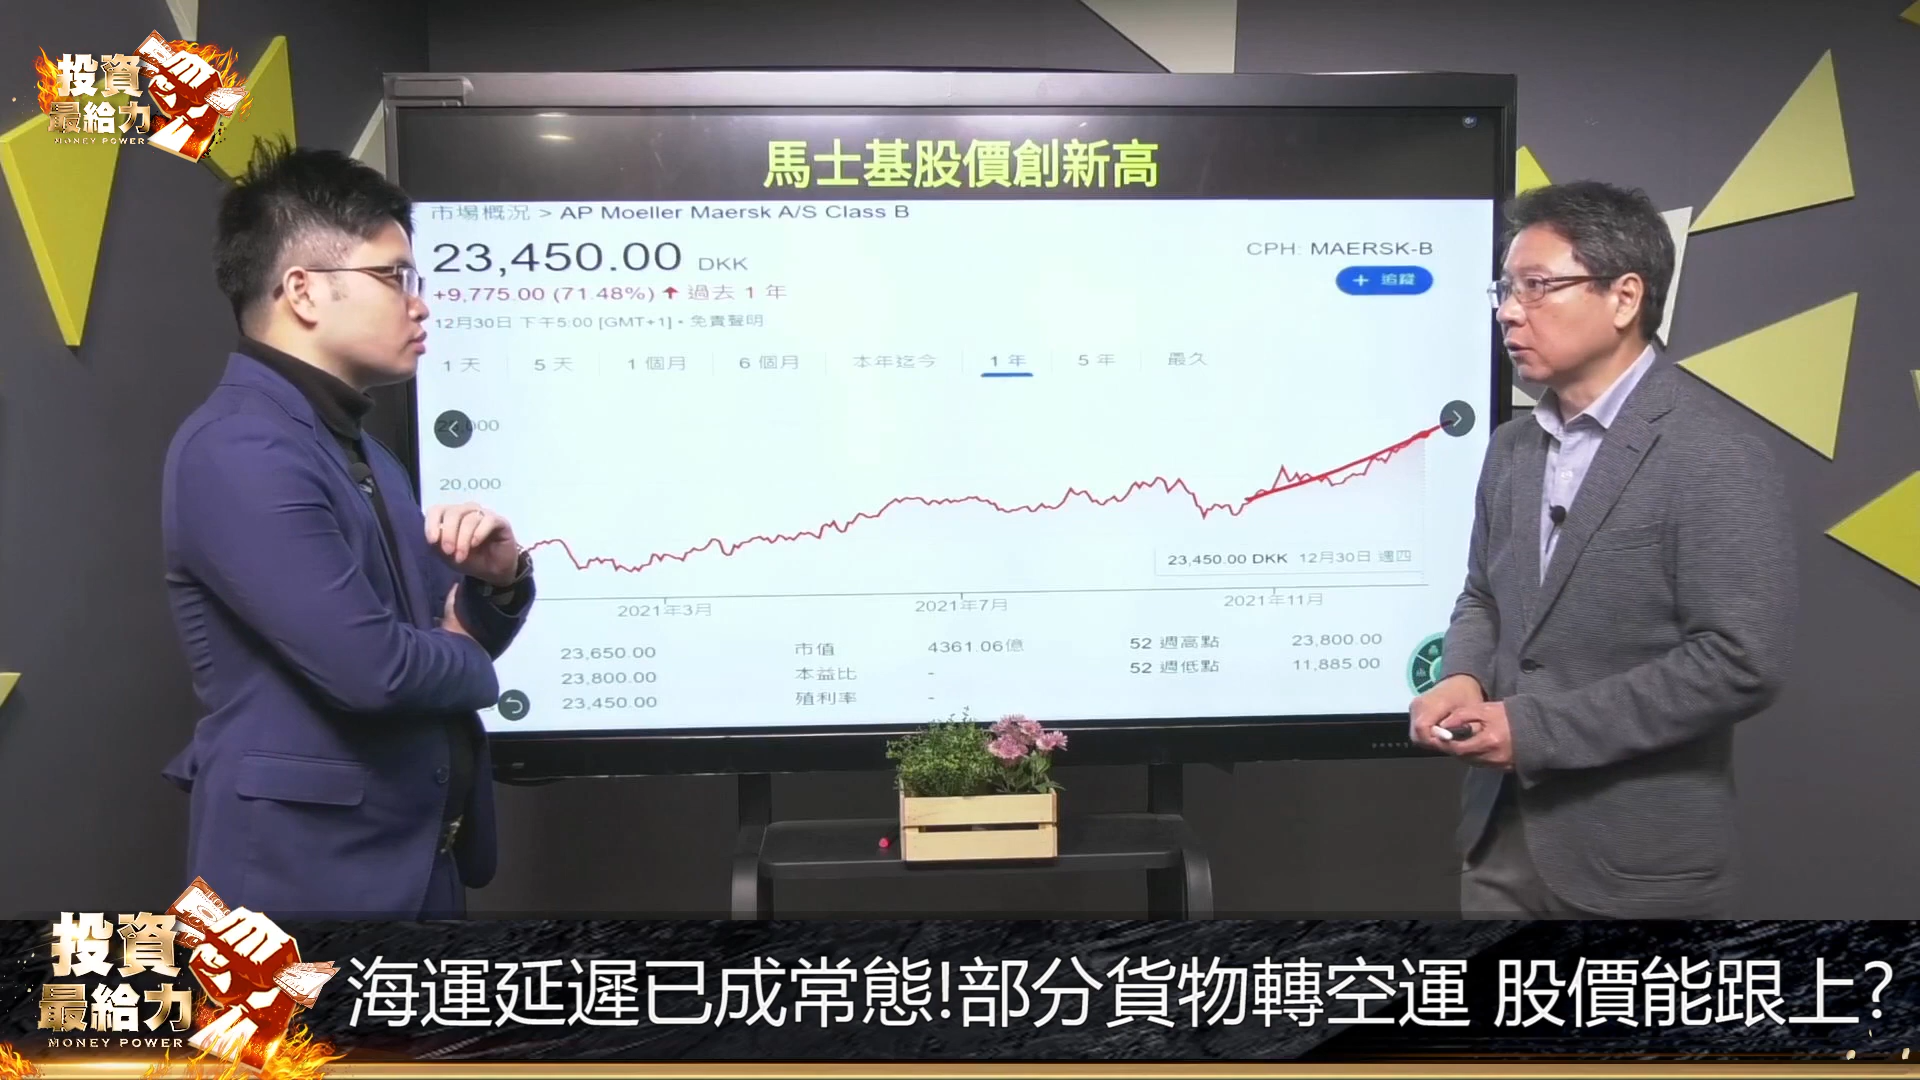 投資
最給力
MONEY POWER
馬士基股價創新高
市場概況 > AP Moeller Maersk A/S Class B
23,450.00 DKK
CPH: MAERSK-B
+9,775.00 (71.48%) ↑ 過去 1 年
+ 追蹤
12月30日 下午5:00 [GMT+1] • 免責聲明
1 天 5 天 1 個月 6 個月 本年迄今 1 年 5 年 最久
20,000
23,450.00 DKK 12月30日 週四
2021年3月 2021年7月 2021年11月
23,650.00 市值 4361.06億 52 週高點 23,800.00
23,800.00 本益比 - 52 週低點 11,885.00
23,450.00 殖利率 -
投資
最給力
MONEY POWER
海運延遲已成常態!部分貨物轉空運 股價能跟上?